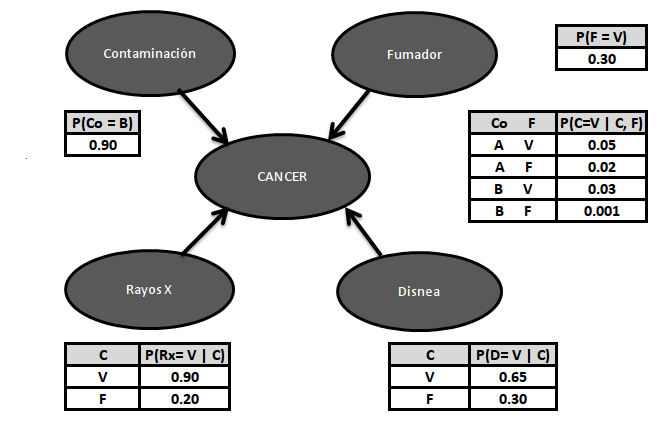 Contaminación
Fumador
P(F = V)
0.30
P(Co = B)
0.90
Co F P(C=V | C, F)
A V 0.05
A F 0.02
B V 0.03
B F 0.001
CANCER
Rayos X
Disnea
C P(Rx= V | C)
V 0.90
F 0.20
C P(D= V | C)
V 0.65
F 0.30